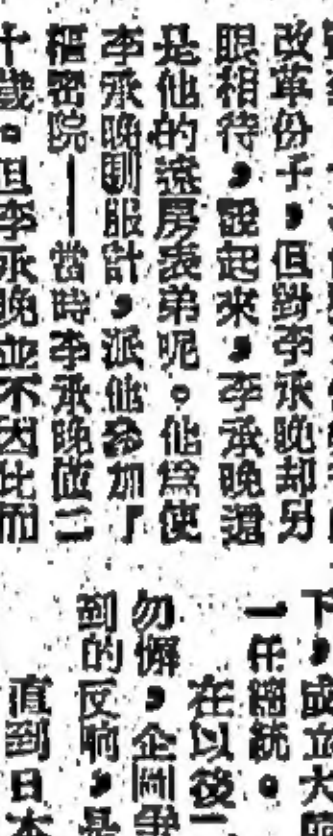 改革份子，但對李承晚却另
眼相待，說起來，李承晚還
是他的遠房表弟呢。他爲使
李承晚馴服計，派他參加了
樞密院——當時李承晚僅二
十歲。但李承晚並不因此而
下，成立大
一任總統。
在以後
勿懈，企圖爭
到的反响，是
直到日本